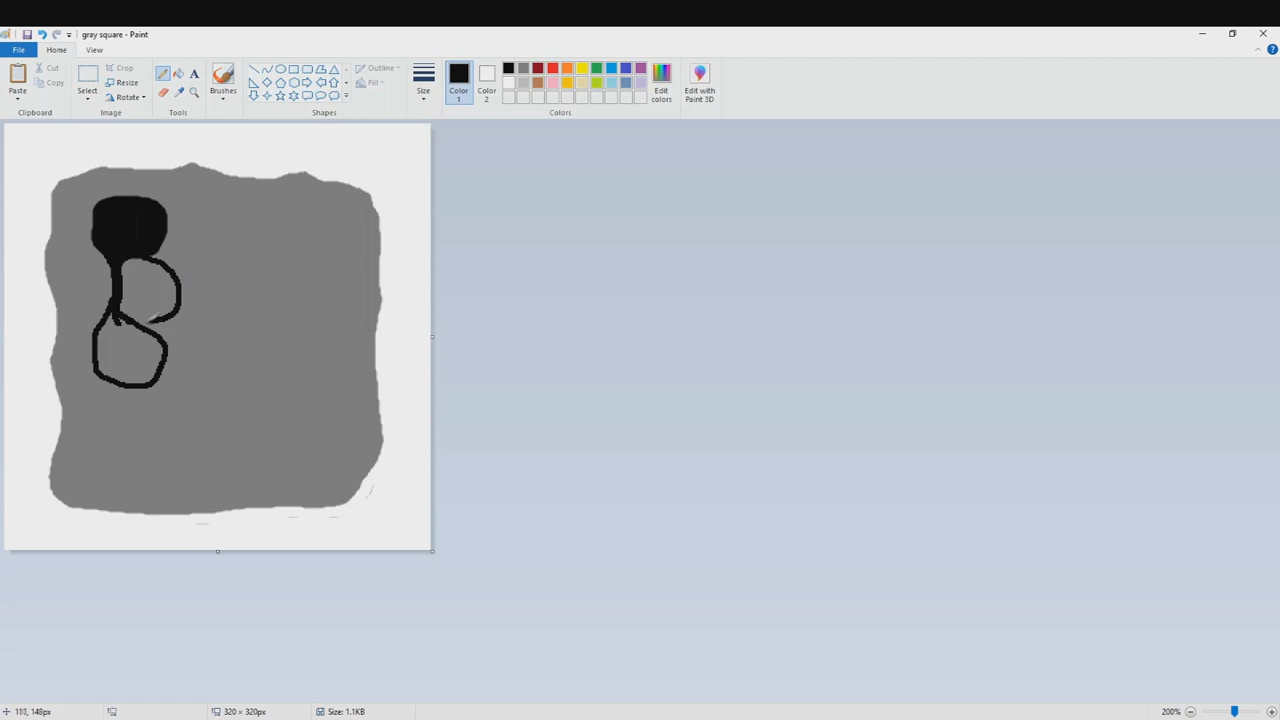 gray square - Paint
File Home View
Paste Cut Copy Clipboard
Select Crop Resize Rotate Image
A Tools
Brushes
Outline Fill Shapes
Size
Color 1 Color 2 Edit colors Colors
Edit with Paint 3D
320 × 320px Size: 1.1KB 200%